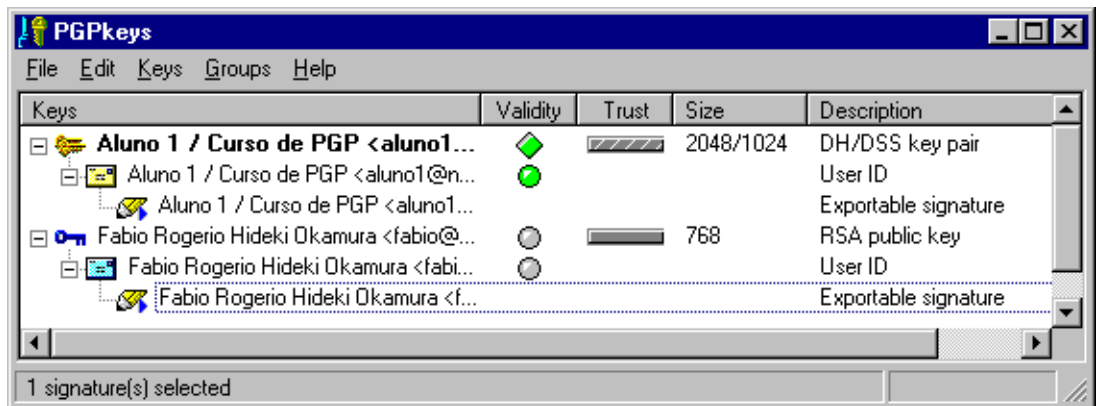 PGPkeys
File Edit Keys Groups Help
Keys Validity Trust Size Description
Aluno 1 / Curso de PGP <aluno1... 2048/1024 DH/DSS key pair
Aluno 1 / Curso de PGP <aluno1@n... User ID
Aluno 1 / Curso de PGP <aluno1... Exportable signature
Fabio Rogerio Hideki Okamura <fabio@... 768 RSA public key
Fabio Rogerio Hideki Okamura <fabi... User ID
Fabio Rogerio Hideki Okamura <f... Exportable signature
1 signature(s) selected